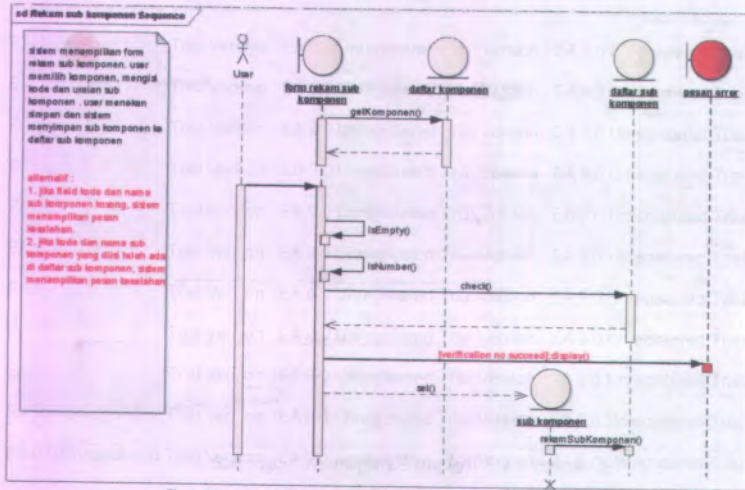 sd Rekam sub komponen Sequence
sistem menampilkan form
rekam sub komponen. user
memilih komponen, mengisi
kode dan uraian sub
komponen . user menekan
simpan dan sistem
menyimpan sub komponen ke
daftar sub komponen
alternatif :
1. jika field kode dan nama
sub komponen kosong, sistem
menampilkan pesan
kesalahan.
2. jika kode dan nama sub
komponen yang diisi telah ada
di daftar sub komponen, sistem
menampilkan pesan kesalahan
User
form rekam sub
komponen
daftar komponen
daftar sub
komponen
pesan error
getKomponen()
IsEmpty()
IsNumber()
check()
[verification no succeed]:display()
set()
sub komponen
rekamSubKomponen()